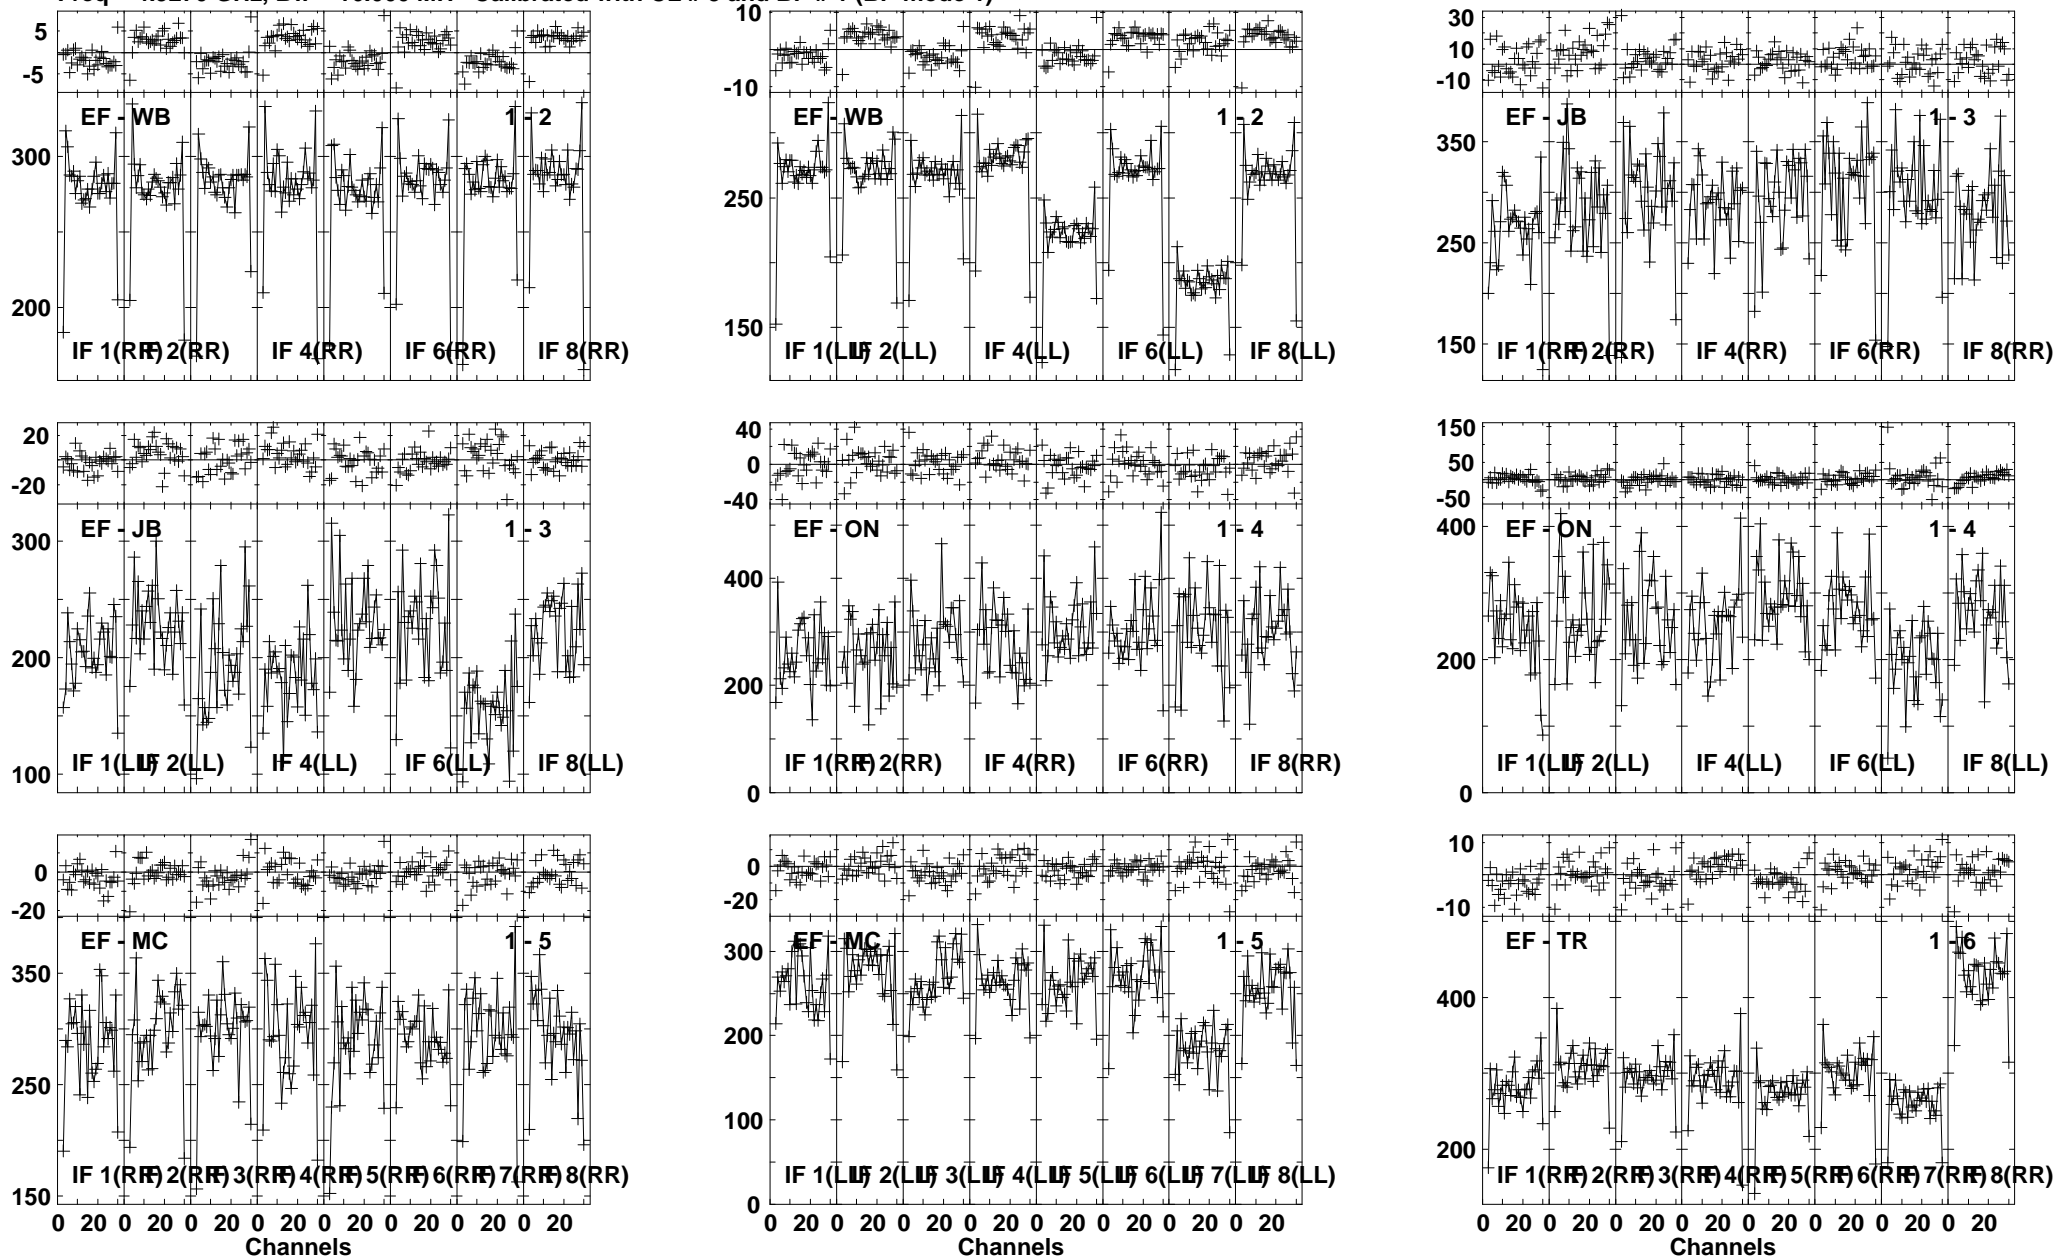 5
-5
EF - WB
1 - 2
300
200
IF 1(RR)
IF 2(RR)
IF 4(RR)
IF 6(RR)
IF 8(RR)
10
-10
EF - WB
1 - 2
250
150
IF 1(LL)
IF 2(LL)
IF 4(LL)
IF 6(LL)
IF 8(LL)
30
10
-10
EF - JB
1 - 3
350
250
150
IF 1(RR)
IF 2(RR)
IF 4(RR)
IF 6(RR)
IF 8(RR)
20
-20
EF - JB
1 - 3
300
200
100
IF 1(LL)
IF 2(LL)
IF 4(LL)
IF 6(LL)
IF 8(LL)
40
0
-40
EF - ON
1 - 4
400
200
0
IF 1(RR)
IF 2(RR)
IF 4(RR)
IF 6(RR)
IF 8(RR)
150
50
-50
EF - ON
1 - 4
400
200
0
IF 1(LL)
IF 2(LL)
IF 4(LL)
IF 6(LL)
IF 8(LL)
0
-20
EF - MC
1 - 5
350
250
150
IF 1(RR)
IF 2(RR)
IF 3(RR)
IF 4(RR)
IF 5(RR)
IF 6(RR)
IF 7(RR)
IF 8(RR)
0 20 0 20 0 20 0 20 0 20 0 20 0 20 0 20
Channels
0
-20
EF - MC
1 - 5
300
200
100
0
IF 1(LL)
IF 2(LL)
IF 3(LL)
IF 4(LL)
IF 5(LL)
IF 6(LL)
IF 7(LL)
IF 8(LL)
0 20 0 20 0 20 0 20 0 20 0 20 0 20 0 20
Channels
10
-10
EF - TR
1 - 6
400
200
IF 1(RR)
IF 2(RR)
IF 3(RR)
IF 4(RR)
IF 5(RR)
IF 6(RR)
IF 7(RR)
IF 8(RR)
0 20 0 20 0 20 0 20 0 20 0 20 0 20 0 20
Channels